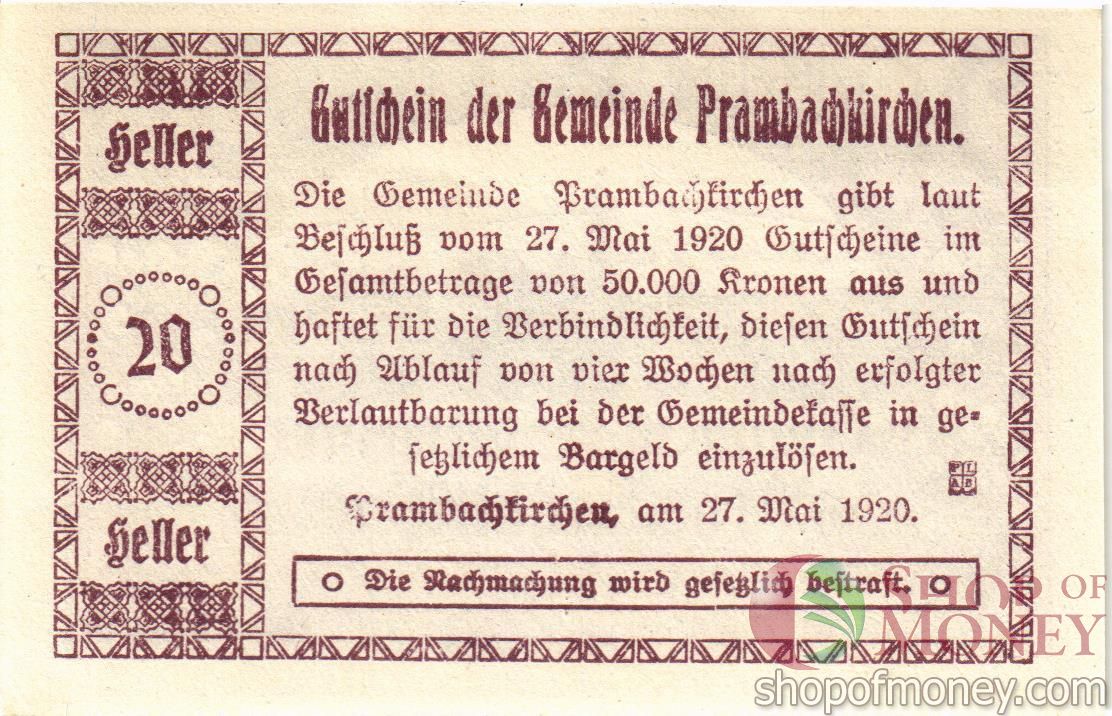 Heller
20
Heller
Gutschein der Gemeinde Prambachkirchen.
Die Gemeinde Prambachkirchen gibt laut
Beschluß vom 27. Mai 1920 Gutscheine im
Gesamtbetrage von 50.000 Kronen aus und
haftet für die Verbindlichkeit, diesen Gutschein
nach Ablauf von vier Wochen nach erfolgter
Verlautbarung bei der Gemeindekasse in ge-
setzlichem Bargeld einzulösen.
Prambachkirchen, am 27. Mai 1920.
Die Nachmachung wird gesetzlich bestraft.
SHOP OF
MONEY
shopofmoney.com